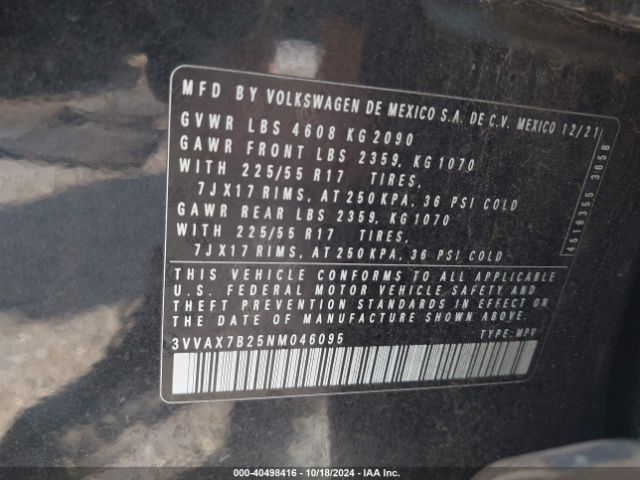 MFD BY VOLKSWAGEN DE MEXICO S.A. DE C.V. MEXICO 12/21
GVWR LBS 4608 KG 2090
GAWR FRONT LBS 2359, KG 1070
WITH 225/55 R17 TIRES,
7JX17 RIMS, AT 250 KPA, 36 PSI COLD
GAWR REAR LBS 2359, KG 1070
WITH 225/55 R17 TIRES,
7JX17 RIMS, AT 250 KPA, 36 PSI COLD
4516355 3658
THIS VEHICLE CONFORMS TO ALL APPLICABLE
U.S. FEDERAL MOTOR VEHICLE SAFETY AND
THEFT PREVENTION STANDARDS IN EFFECT ON
THE DATE OF MANUFACTURE SHOWN ABOVE.
3VVAX7B25NM046095 TYPE: MPV
000-40498416 | 10/18/2024 | IAA Inc.